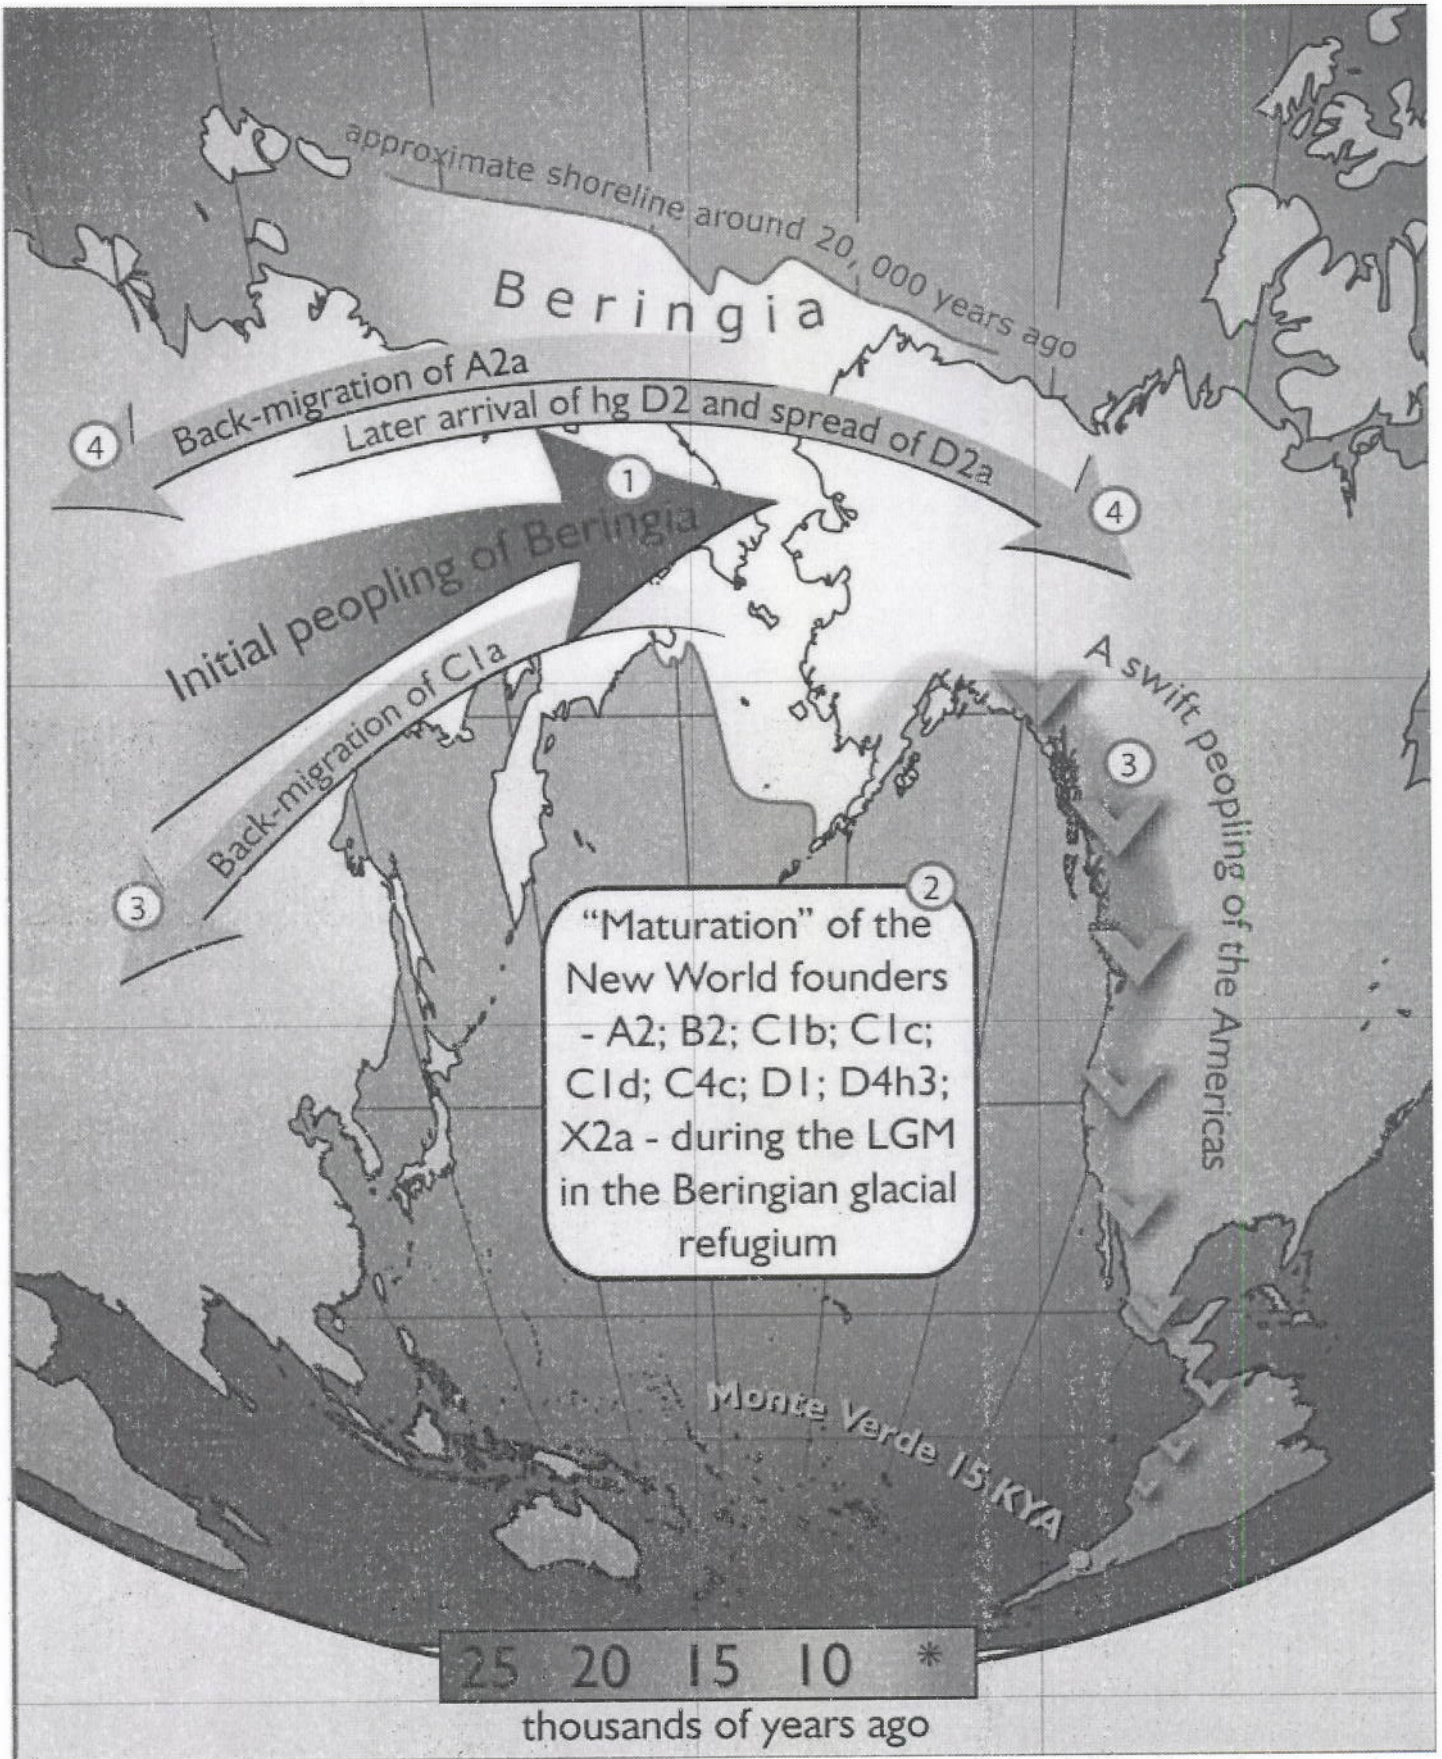 approximate shoreline around 20, 000 years ago
Beringia
Back-migration of A2a
4
Later arrival of hg D2 and spread of D2a
4
1
Initial peopling of Beringia
Back-migration of C1a
3
A swift peopling of the Americas
3
2
“Maturation” of the
New World founders
- A2; B2; C1b; C1c;
C1d; C4c; D1; D4h3;
X2a - during the LGM
in the Beringian glacial
refugium
Monte Verde 15 KYA
25 20 15 10 *
thousands of years ago